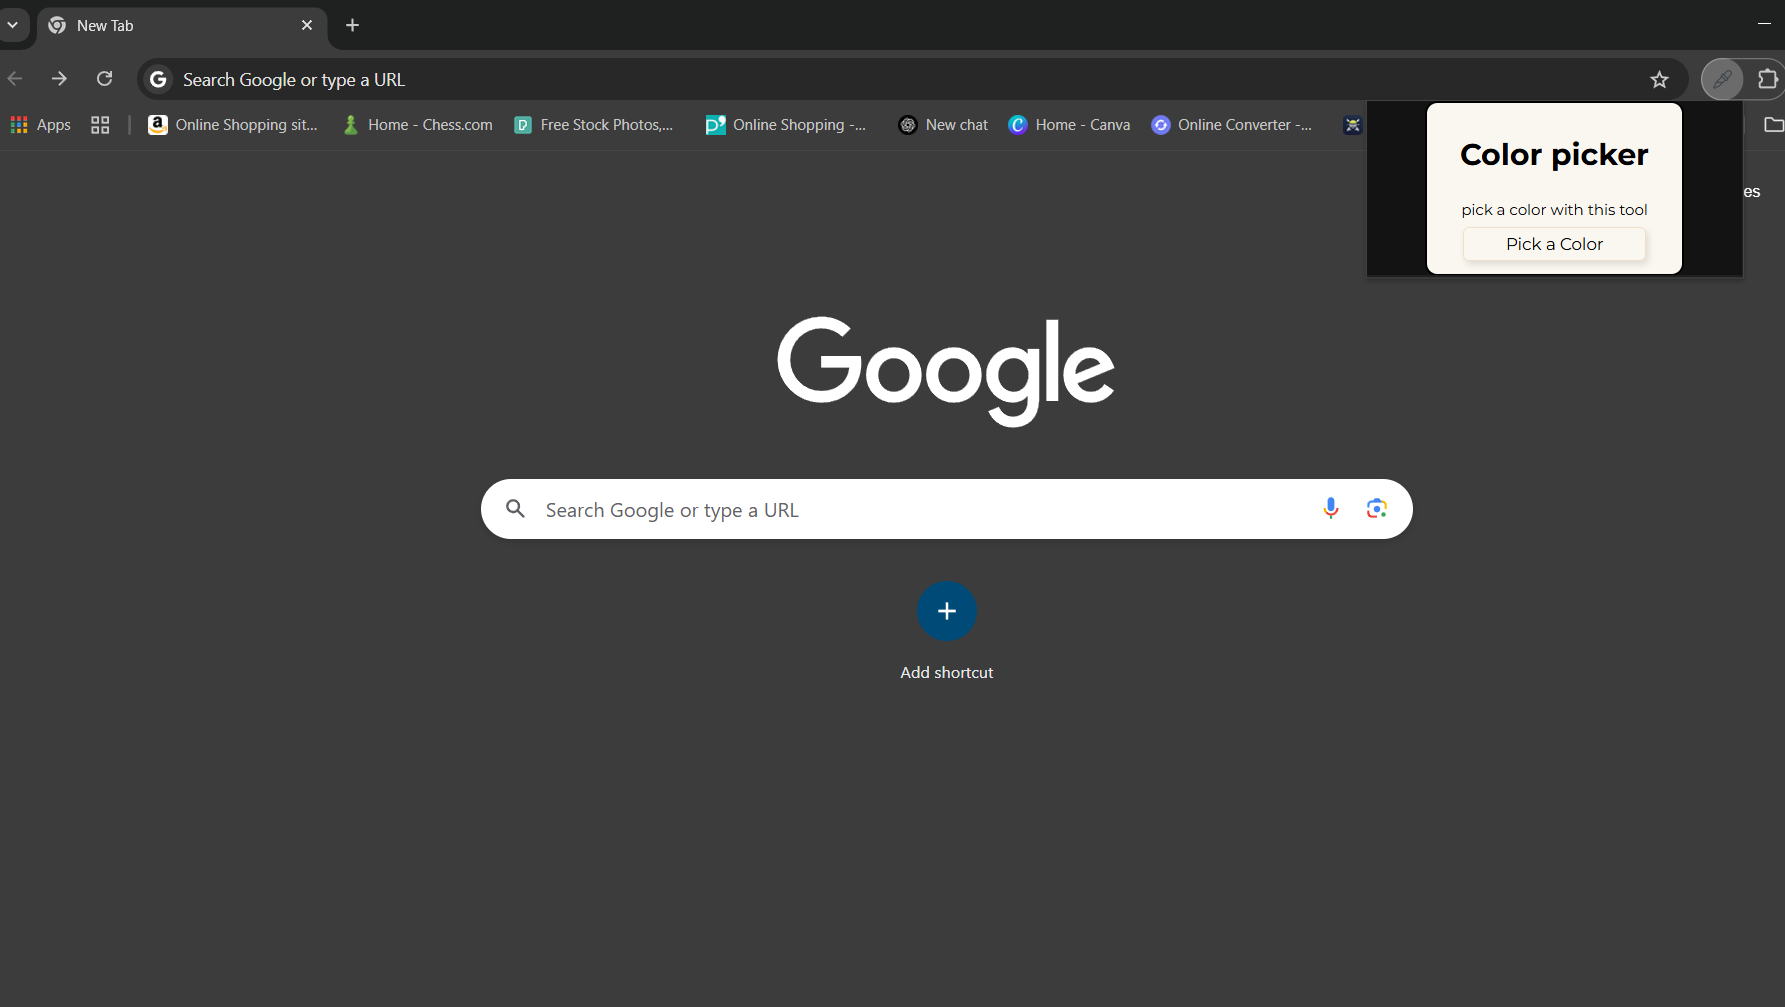 New Tab
Search Google or type a URL
Apps
Online Shopping sit...
Home - Chess.com
Free Stock Photos,...
Online Shopping -...
New chat
Home - Canva
Online Converter -...
Color picker
pick a color with this tool
Pick a Color
es
Google
Search Google or type a URL
Add shortcut